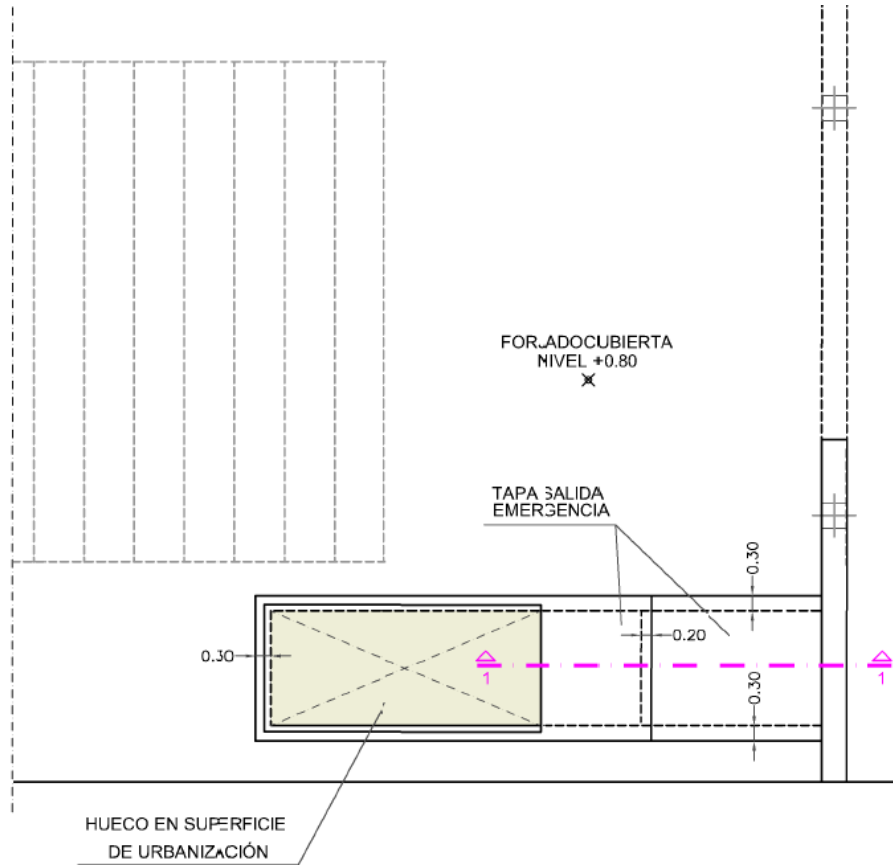 FORJADOCUBIERTA
NIVEL +0.80
TAPA SALIDA
EMERGENCIA
0.30
0.30
0.20
1
1
0.30
HUECO EN SUPERFICIE
DE URBANIZACIÓN